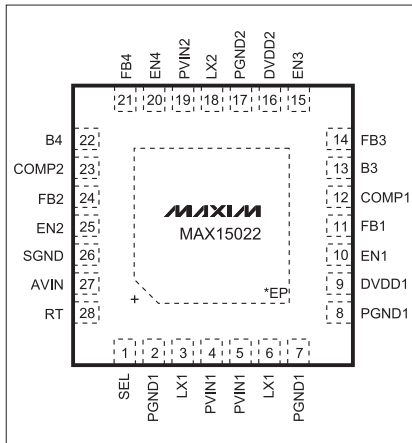 FB4 EN4 PVIN2 LX2 PGND2 DVDD2 EN3
21 20 19 18 17 16 15
B4 22
COMP2 23
FB2 24
EN2 25
SGND 26
AVIN 27
RT 28
MAXIM
MAX15022
*EP
+
14 FB3
13 B3
12 COMP1
11 FB1
10 EN1
9 DVDD1
8 PGND1
1 2 3 4 5 6 7
SEL PGND1 LX1 PVIN1 PVIN1 LX1 PGND1